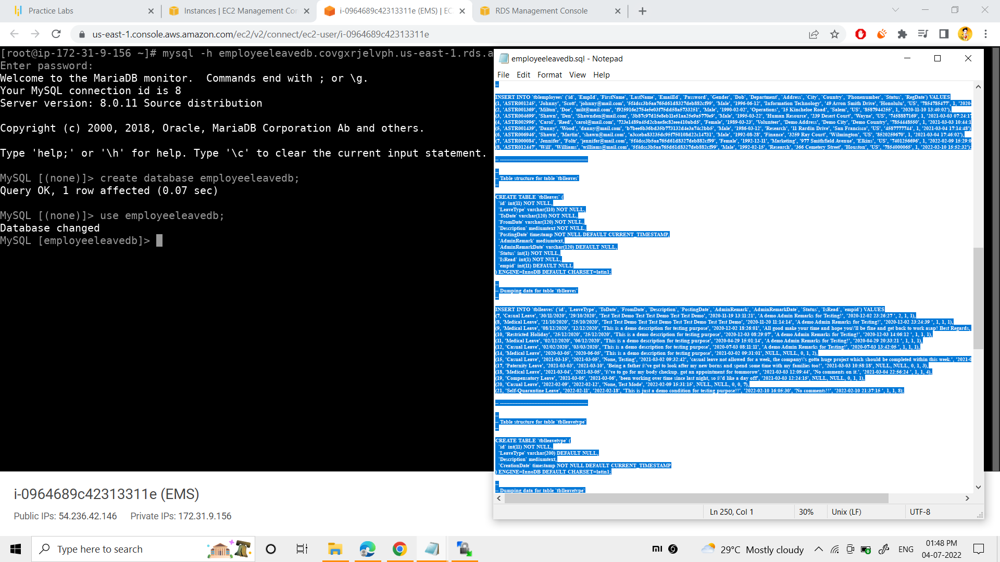 Practice Labs
Instances | EC2 Management Con
i-0964689c42313311e (EMS) | EC
RDS Management Console
us-east-1.console.aws.amazon.com/ec2/v2/connect/ec2-user/i-0964689c42313311e
[root@ip-172-31-9-156 ~]# mysql -h employeeleavedb.covgxrjelvph.us-east-1.rds.a
Enter password:
Welcome to the MariaDB monitor.  Commands end with ; or \g.
Your MySQL connection id is 8
Server version: 8.0.11 Source distribution
Copyright (c) 2000, 2018, Oracle, MariaDB Corporation Ab and others.
Type 'help;' or '\h' for help. Type '\c' to clear the current input statement.
MySQL [(none)]> create database employeeleavedb;
Query OK, 1 row affected (0.07 sec)
MySQL [(none)]> use employeeleavedb;
Database changed
MySQL [employeeleavedb]>
employeeleavedb.sql - Notepad
File Edit Format View Help
--
INSERT INTO `tblemployees` (`id`, `EmpId`, `FirstName`, `LastName`, `EmailId`, `Password`, `Gender`, `Dob`, `Department`, `Address`, `City`, `Country`, `Phonenumber`, `Status`, `RegDate`) VALUES
(1, 'ASTR001245', 'Johnny', 'Scott', 'johnny@mail.com', '5f4dcc3b5aa765d61d8327deb882cf99', 'Male', '1996-06-12', 'Information Technology', '49 Arron Smith Drive', 'Honolulu', 'US', '7854785477', 1, '2020-
(2, 'ASTR001369', 'Milton', 'Doe', 'milt@mail.com', 'f925916e2754e5e03f75dd58a5733251', 'Male', '1990-02-02', 'Operations', '15 Kincheloe Road', 'Salem', 'US', '8587944255', 1, '2020-11-10 13:40:02'),
(3, 'ASTR004699', 'Shawn', 'Den', 'Shawnden@mail.com', '3b87c97d15e8eb11e51aa25e9a5770e9', 'Male', '1995-03-22', 'Human Resource', '239 Desert Court', 'Wayne', 'US', '7458887169', 1, '2021-03-03 07:24:17
(4, 'ASTR002996', 'Carol', 'Reed', 'carol@mail.com', '723e1489a45d2cbaefec82eee410abd5', 'Female', '1989-03-23', 'Volunteer', 'Demo Address', 'Demo City', 'Demo Country', '7854448550', 1, '2021-03-03 10:44:1
(5, 'ASTR001439', 'Danny', 'Wood', 'danny@mail.com', 'b7bee6b36bd35b773132d4e3a74c2bb5', 'Male', '1986-03-12', 'Research', '11 Rardin Drive', 'San Francisco', 'US', '4587777744', 1, '2021-03-04 17:14:48'),
(6, 'ASTR006946', 'Shawn', 'Martin', 'shawn@mail.com', 'a3cceba83235dc95f750108d22c14731', 'Male', '1992-08-28', 'Finance', '3259 Ray Court', 'Wilmington', 'US', '8520259670', 1, '2021-03-04 17:46:02'),
(7, 'ASTR000084', 'Jennifer', 'Foltz', 'jennifer@mail.com', '5f4dcc3b5aa765d61d8327deb882cf99', 'Female', '1992-12-11', 'Marketing', '977 Smithfield Avenue', 'Elkins', 'US', '7401256696', 1, '2022-02-09 15:29:0
(8, 'ASTR012447', 'Will', 'Williams', 'williams@mail.com', '5f4dcc3b5aa765d61d8327deb882cf99', 'Male', '1992-02-15', 'Research', '366 Cemetery Street', 'Houston', 'US', '7854000065', 1, '2022-02-10 15:52:32');
-- --------------------------------------------------------
--
-- Table structure for table `tblleaves`
--
CREATE TABLE `tblleaves` (
`id` int(11) NOT NULL,
`LeaveType` varchar(110) NOT NULL,
`ToDate` varchar(120) NOT NULL,
`FromDate` varchar(120) NOT NULL,
`Description` mediumtext NOT NULL,
`PostingDate` timestamp NOT NULL DEFAULT CURRENT_TIMESTAMP,
`AdminRemark` mediumtext,
`AdminRemarkDate` varchar(120) DEFAULT NULL,
`Status` int(1) NOT NULL,
`IsRead` int(1) NOT NULL,
`empid` int(11) DEFAULT NULL
) ENGINE=InnoDB DEFAULT CHARSET=latin1;
--
-- Dumping data for table `tblleaves`
--
INSERT INTO `tblleaves` (`id`, `LeaveType`, `ToDate`, `FromDate`, `Description`, `PostingDate`, `AdminRemark`, `AdminRemarkDate`, `Status`, `IsRead`, `empid`) VALUES
(7, 'Casual Leave', '30/11/2020', '29/10/2020', 'Test Test Demo Test Test Demo Test Test Demo', '2020-11-19 13:11:21', 'A demo Admin Remarks for Testing!', '2020-12-02 23:26:27 ', 2, 1, 1),
(8, 'Medical Leave', '21/10/2020', '25/10/2020', 'Test Test Demo Test Test Demo Test Test Demo Test Test Demo', '2020-11-20 11:14:14', 'A demo Admin Remarks for Testing!', '2020-12-02 23:24:39 ', 1, 1, 1),
(9, 'Medical Leave', '08/12/2020', '12/12/2020', 'This is a demo description for testing purpose', '2020-12-02 18:26:01', 'All good make your time and hope you\'ll be fine and get back to work asap! Best Regards,
(10, 'Restricted Holiday', '25/12/2020', '25/12/2020', 'This is a demo description for testing purpose', '2020-12-03 08:29:07', 'A demo Admin Remarks for Testing!', '2020-12-03 14:06:12 ', 1, 1, 1),
(11, 'Medical Leave', '02/12/2020', '06/12/2020', 'This is a demo description for testing purpose', '2020-04-29 15:01:14', 'A demo Admin Remarks for Testing!', '2020-04-29 20:33:21 ', 1, 1, 1),
(12, 'Casual Leave', '02/02/2020', '03/03/2020', 'This is a demo description for testing purpose', '2020-07-03 08:11:11', 'A demo Admin Remarks for Testing!', '2020-07-03 13:42:05 ', 1, 1, 1),
(14, 'Medical Leave', '2020-03-05', '2020-06-05', 'This is a demo description for testing purpose', '2021-03-02 09:31:01', NULL, NULL, 0, 1, 2),
(15, 'Casual Leave', '2021-03-15', '2021-03-05', 'None, Testing', '2021-03-02 09:32:42', 'casual leave not allowed for a week, the company\'s gotta huge project which should be completed within this week.', '2021-0
(17, 'Paternity Leave', '2021-03-03', '2021-03-10', 'Being a father i\'ve got to look after my new borns and spend some time with my families too!', '2021-03-03 10:58:18', NULL, NULL, 0, 1, 3),
(18, 'Medical Leave', '2021-03-04', '2021-03-05', 'i\'ve to go for my body checkup. got an appointment for tommorow', '2021-03-03 12:09:44', 'No comments on it.', '2021-03-04 22:56:24 ', 1, 1, 4),
(19, 'Compensatory Leave', '2021-03-05', '2021-03-06', 'been working over time since last night, so i\'d like a day off', '2021-03-03 12:24:15', NULL, NULL, 0, 1, 1),
(20, 'Casual Leave', '2022-02-09', '2022-02-12', 'None, Test Mode', '2022-02-09 15:31:15', NULL, NULL, 0, 0, 7),
(21, 'Self-Quarantine Leave', '2022-02-11', '2022-02-18', 'This is just a demo condition for testing purpose!!', '2022-02-10 16:05:30', 'No comments!!', '2022-02-10 21:37:15 ', 1, 1, 8);
-- --------------------------------------------------------
--
-- Table structure for table `tblleavetype`
--
CREATE TABLE `tblleavetype` (
`id` int(11) NOT NULL,
`LeaveType` varchar(200) DEFAULT NULL,
`Description` mediumtext,
`CreationDate` timestamp NOT NULL DEFAULT CURRENT_TIMESTAMP
) ENGINE=InnoDB DEFAULT CHARSET=latin1;
--
-- Dumping data for table `tblleavetype`
Ln 250, Col 1 30% Unix (LF) UTF-8
i-0964689c42313311e (EMS)
Public IPs: 54.236.42.146 Private IPs: 172.31.9.156
Type here to search
mi
29°C Mostly cloudy
ENG
01:48 PM
04-07-2022